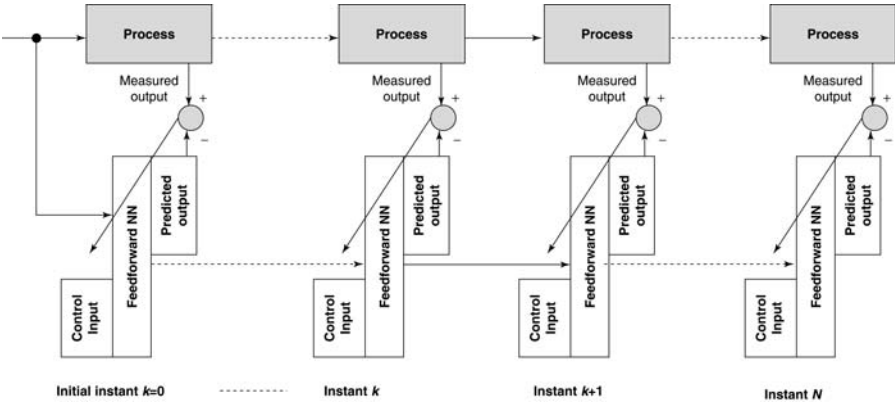 Process
Process
Process
Process
Measured
output
Measured
output
Measured
output
Measured
output
+
+
+
+
−
−
−
−
Control
Input
Feedforward NN
Predicted
output
Control
Input
Feedforward NN
Predicted
output
Control
Input
Feedforward NN
Predicted
output
Control
Input
Feedforward NN
Predicted
output
Initial instant k=0
Instant k
Instant k+1
Instant N